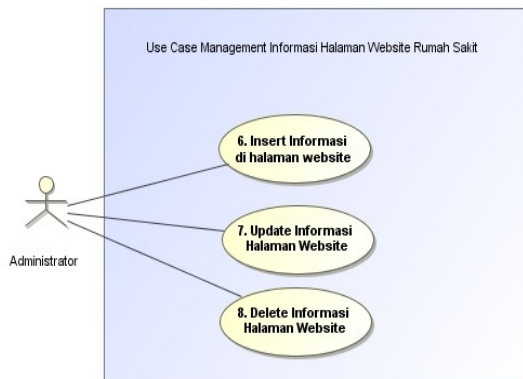 Use Case Management Informasi Halaman Website Rumah Sakit
6. Insert Informasi
di halaman website
Administrator
7. Update Informasi
Halaman Website
8. Delete Informasi
Halaman Website